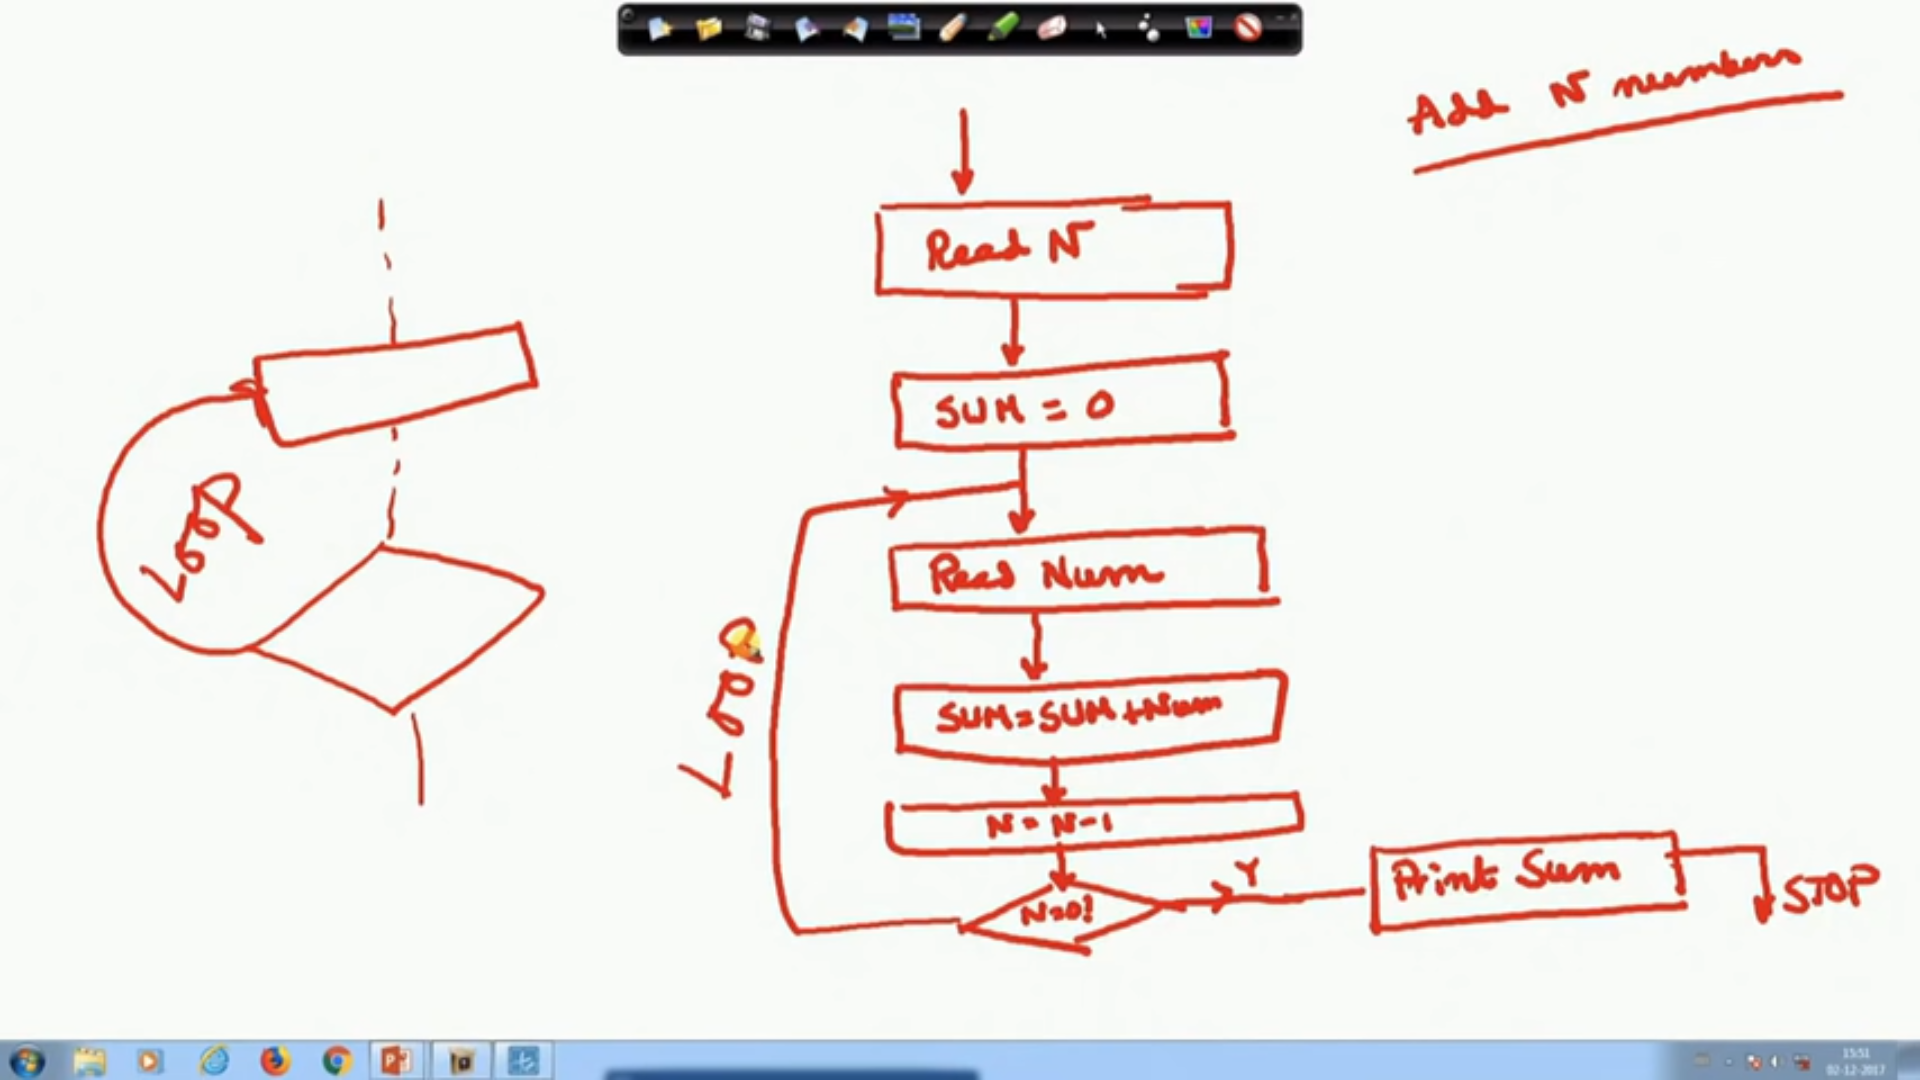 Add N numbers
Read N
SUM = 0
LOOP
Read Num
LOOP
SUM=SUM+Num
N = N-1
N=0?
Y
Print Sum
STOP
15:51
02-12-2017